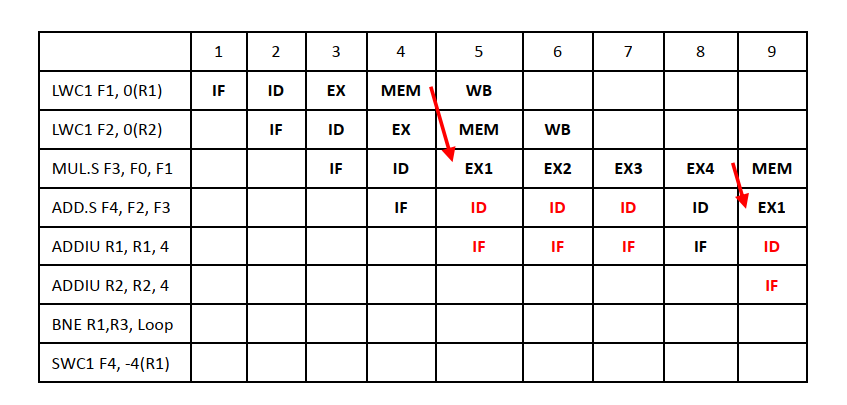 1 2 3 4 5 6 7 8 9
LWC1 F1, 0(R1) IF ID EX MEM WB
LWC1 F2, 0(R2) IF ID EX MEM WB
MUL.S F3, F0, F1 IF ID EX1 EX2 EX3 EX4 MEM
ADD.S F4, F2, F3 IF ID ID ID ID EX1
ADDIU R1, R1, 4 IF IF IF IF ID
ADDIU R2, R2, 4 IF
BNE R1,R3, Loop
SWC1 F4, -4(R1)